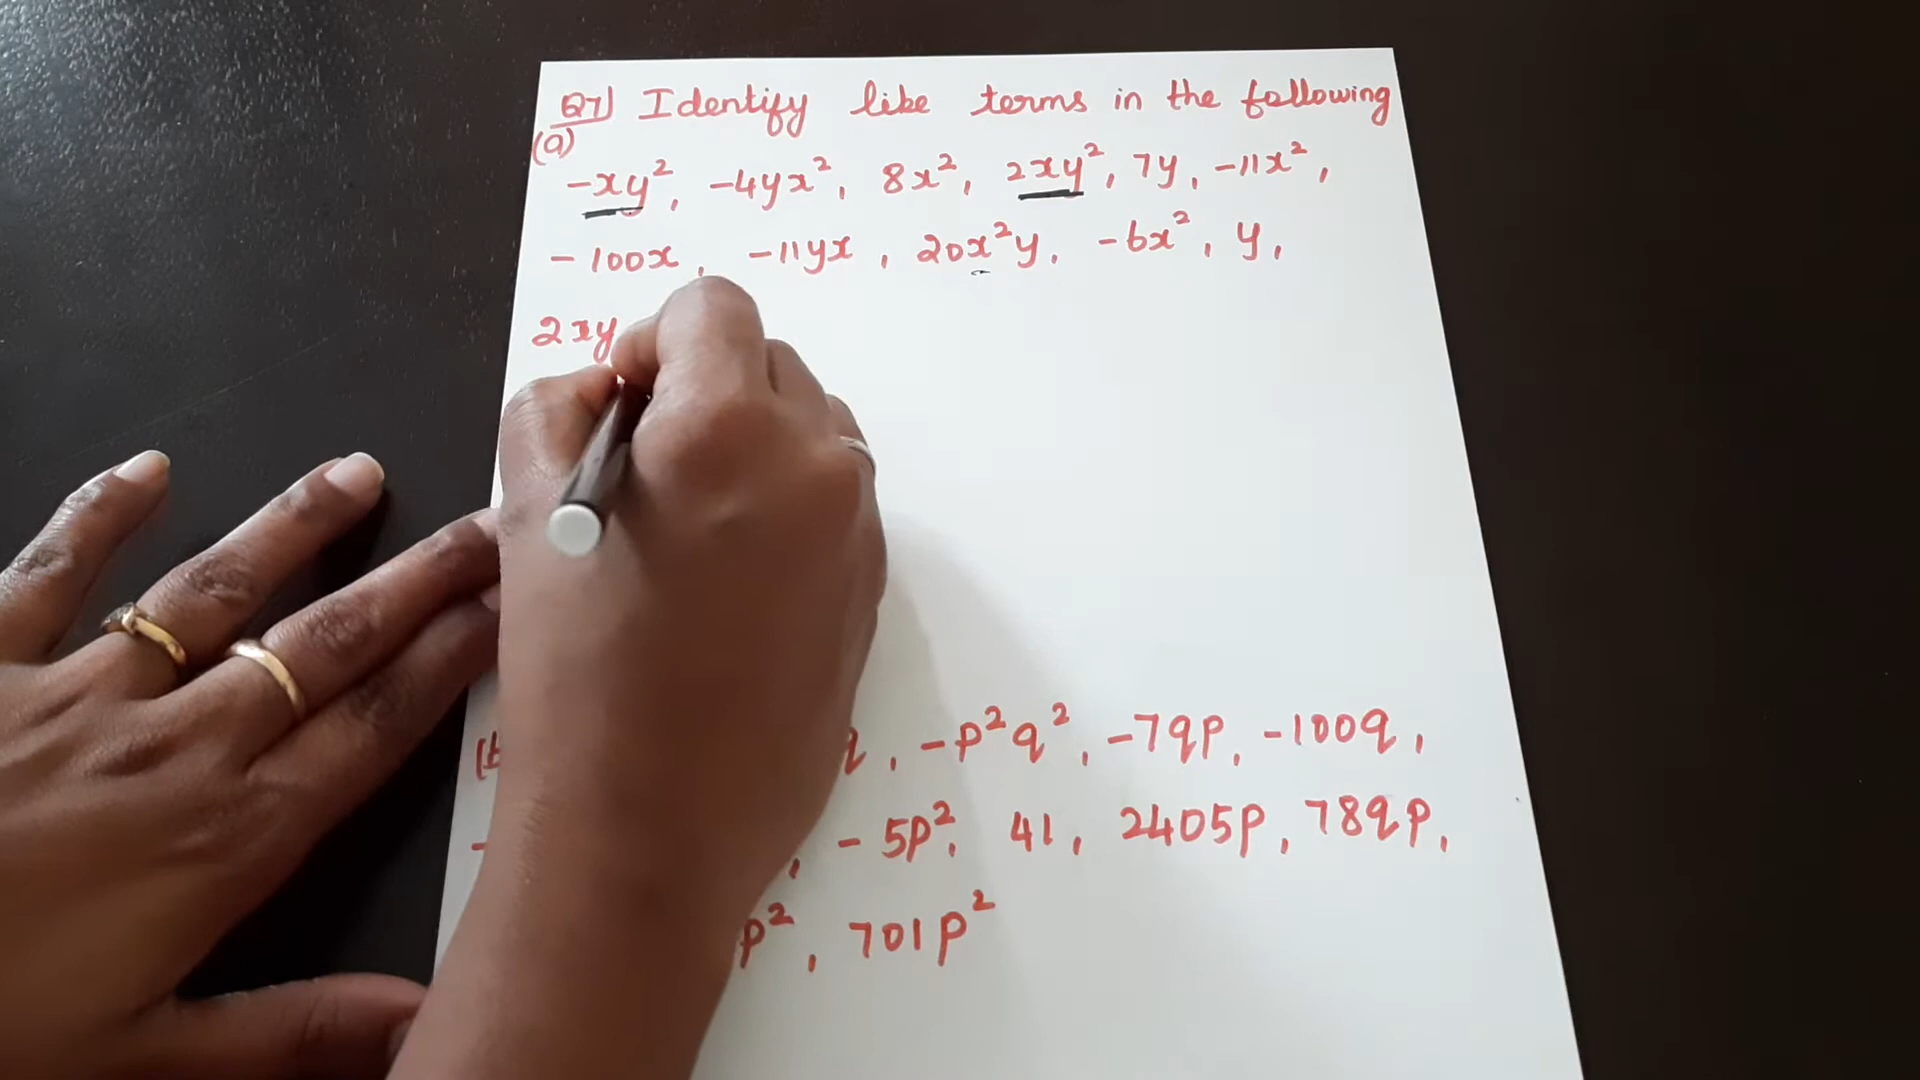 Q7) Identify like terms in the following
(a)
-xy², -4yx², 8x², 2xy², 7y, -11x²,
-100x, -11yx, 20x²y, -6x², y,
2xy
q, -p²q², -7qp, -100q,
-, -5p², 41, 2405p, 78qp,
p², 701p²